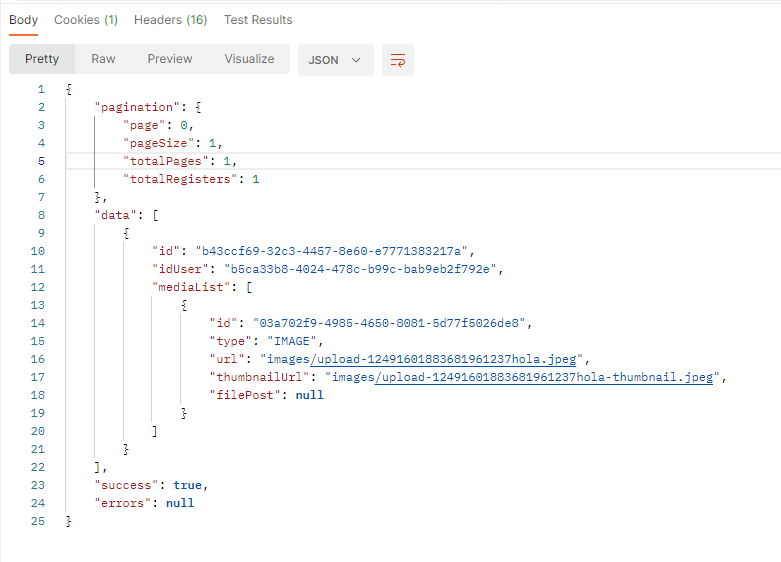 Body Cookies (1) Headers (16) Test Results
Pretty Raw Preview Visualize JSON
1 {
2 "pagination": {
3 "page": 0,
4 "pageSize": 1,
5 "totalPages": 1,
6 "totalRegisters": 1
7 },
8 "data": [
9 {
10 "id": "b43ccf69-32c3-4457-8e60-e7771383217a",
11 "idUser": "b5ca33b8-4024-478c-b99c-bab9eb2f792e",
12 "mediaList": [
13 {
14 "id": "03a702f9-4985-4650-8081-5d77f5026de8",
15 "type": "IMAGE",
16 "url": "images/upload-12491601883681961237hola.jpeg",
17 "thumbnailUrl": "images/upload-12491601883681961237hola-thumbnail.jpeg",
18 "filePost": null
19 }
20 ]
21 }
22 ],
23 "success": true,
24 "errors": null
25 }